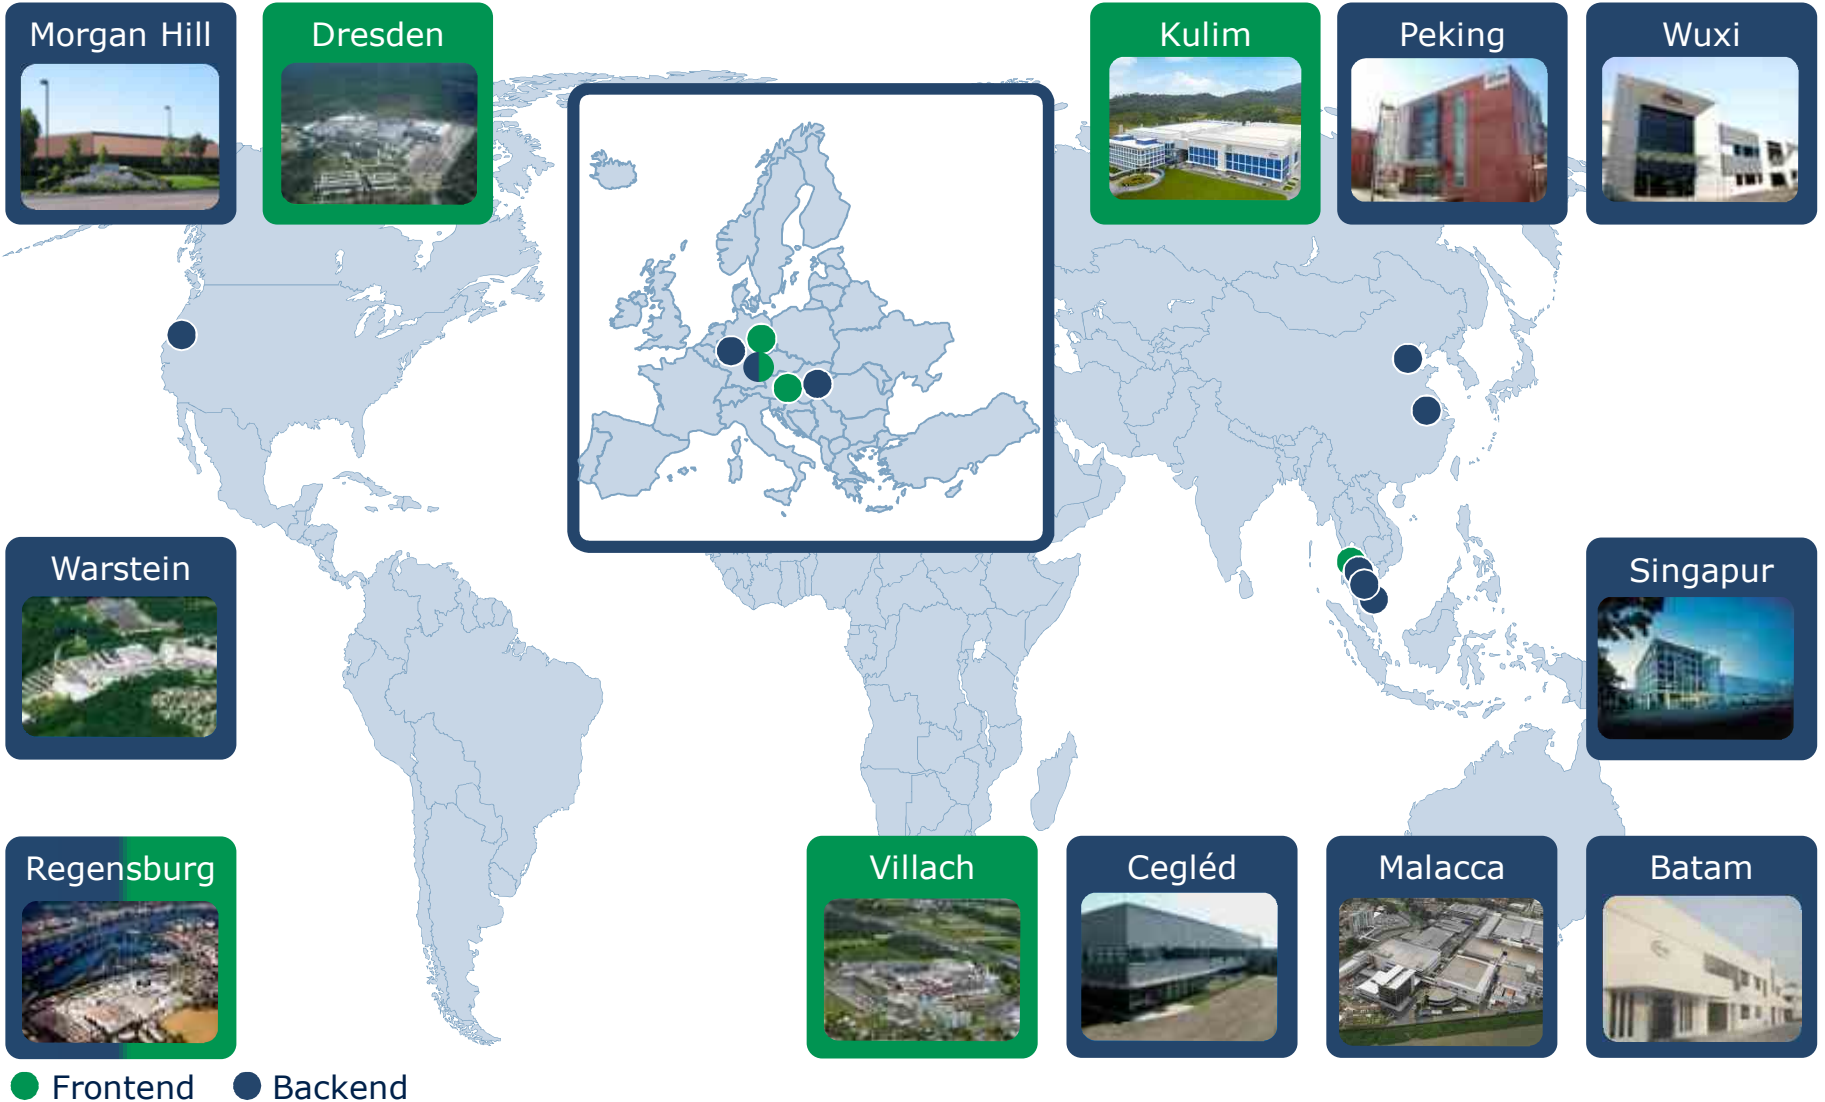 Morgan Hill
Dresden
Kulim
Peking
Wuxi
Warstein
Singapur
Regensburg
Villach
Cegléd
Malacca
Batam
Frontend
Backend